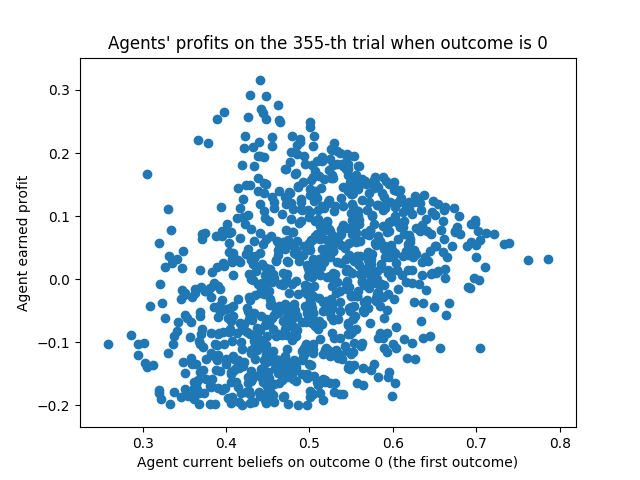 Agents' profits on the 355-th trial when outcome is 0
0.3
0.2
0.1
0.0
−0.1
−0.2
Agent earned profit
0.3 0.4 0.5 0.6 0.7 0.8
Agent current beliefs on outcome 0 (the first outcome)